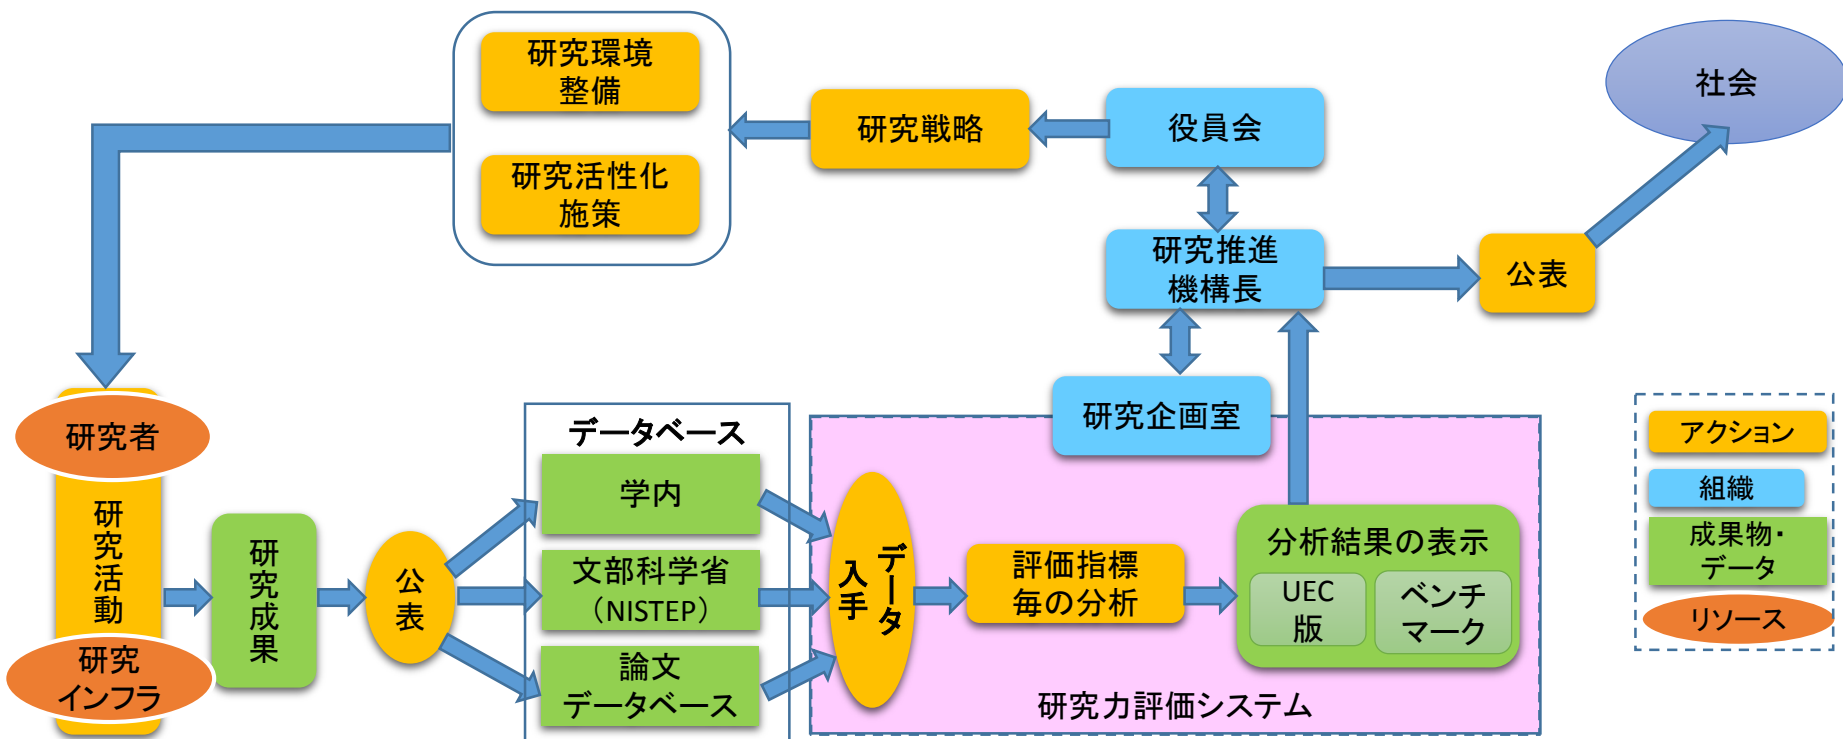 研究環境
整備
研究活性化
施策
研究戦略
役員会
社会
研究推進
機構長
公表
研究企画室
研究者
研究活動
研究
インフラ
研究成果
公表
データベース
学内
文部科学省
（NISTEP）
論文
データベース
データ
入手
評価指標
毎の分析
分析結果の表示
UEC
版
ベンチ
マーク
研究力評価システム
アクション
組織
成果物・
データ
リソース